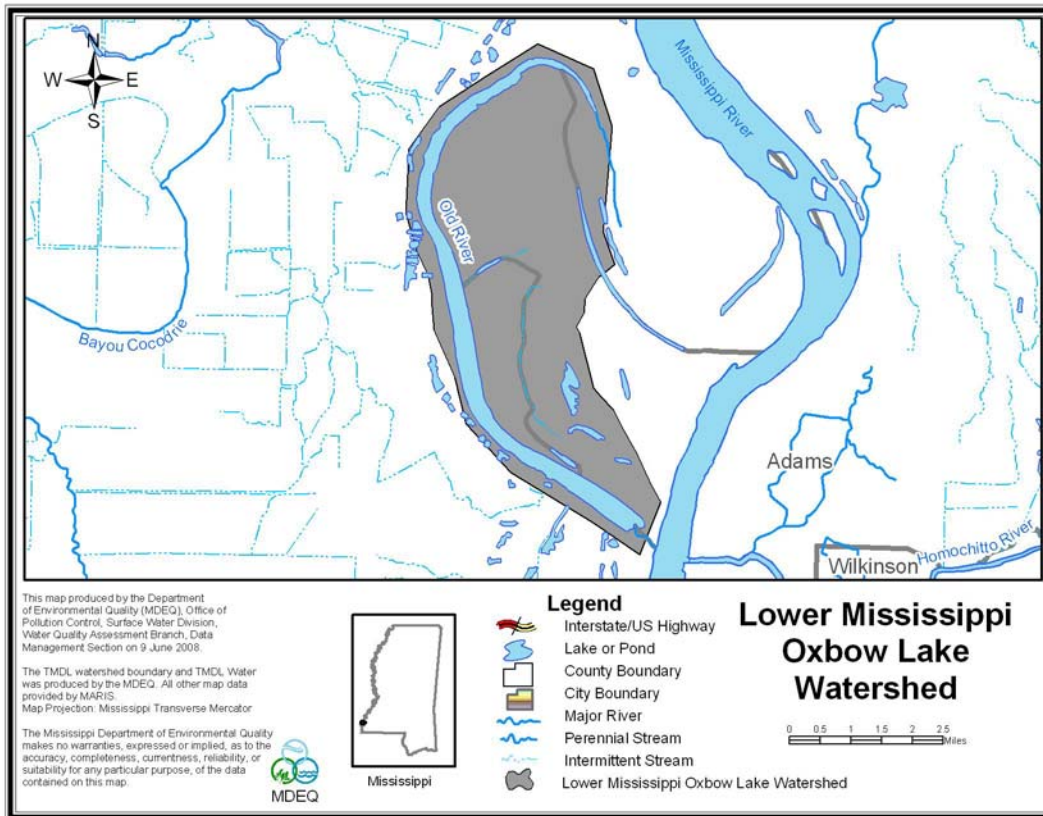 N
W E
S
Mississippi River
Old River
Bayou Cocodrie
Adams
Wilkinson
Homochitto River
This map produced by the Department
of Environmental Quality (MDEQ), Office of
Pollution Control, Surface Water Division,
Water Quality Assessment Branch, Data
Management Section on 9 June 2008.
The TMDL watershed boundary and TMDL Water
was produced by the MDEQ. All other map data
provided by MARIS.
Map Projection: Mississippi Transverse Mercator
The Mississippi Department of Environmental Quality
makes no warranties, expressed or implied, as to the
accuracy, completeness, currentness, reliability, or
suitability for any particular purpose, of the data
contained on this map.
MDEQ
Mississippi
Legend
Interstate/US Highway
Lake or Pond
County Boundary
City Boundary
Major River
Perennial Stream
Intermittent Stream
Lower Mississippi Oxbow Lake Watershed
Lower Mississippi
Oxbow Lake
Watershed
0 0.5 1 1.5 2 2.5
Miles